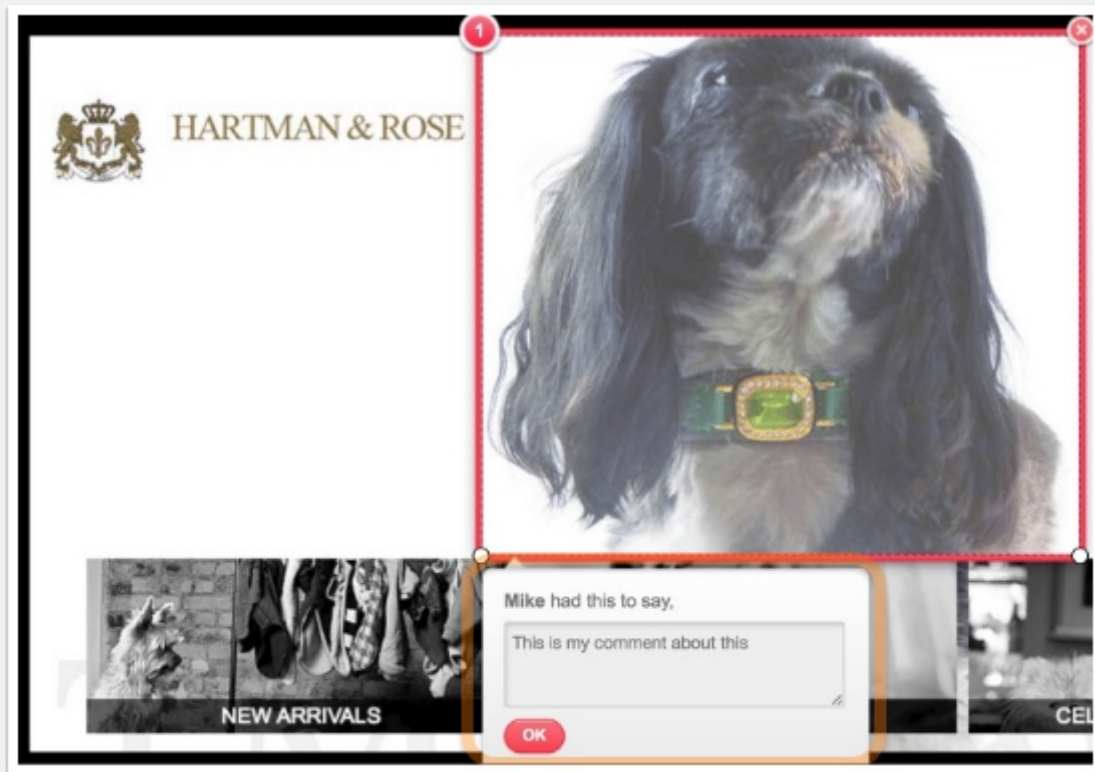 1
HARTMAN & ROSE
Mike had this to say,
This is my comment about this
OK
NEW ARRIVALS
CEL